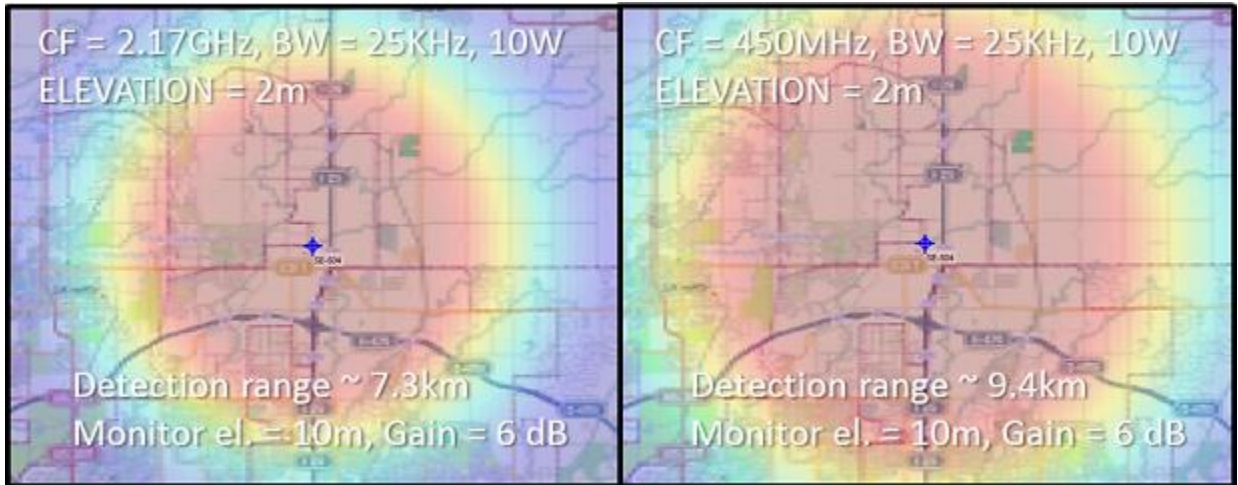 CF = 2.17GHz, BW = 25KHz, 10W
ELEVATION = 2m
Detection range ~ 7.3km
Monitor el. = 10m, Gain = 6 dB
CF = 450MHz, BW = 25KHz, 10W
ELEVATION = 2m
Detection range ~ 9.4km
Monitor el. = 10m, Gain = 6 dB